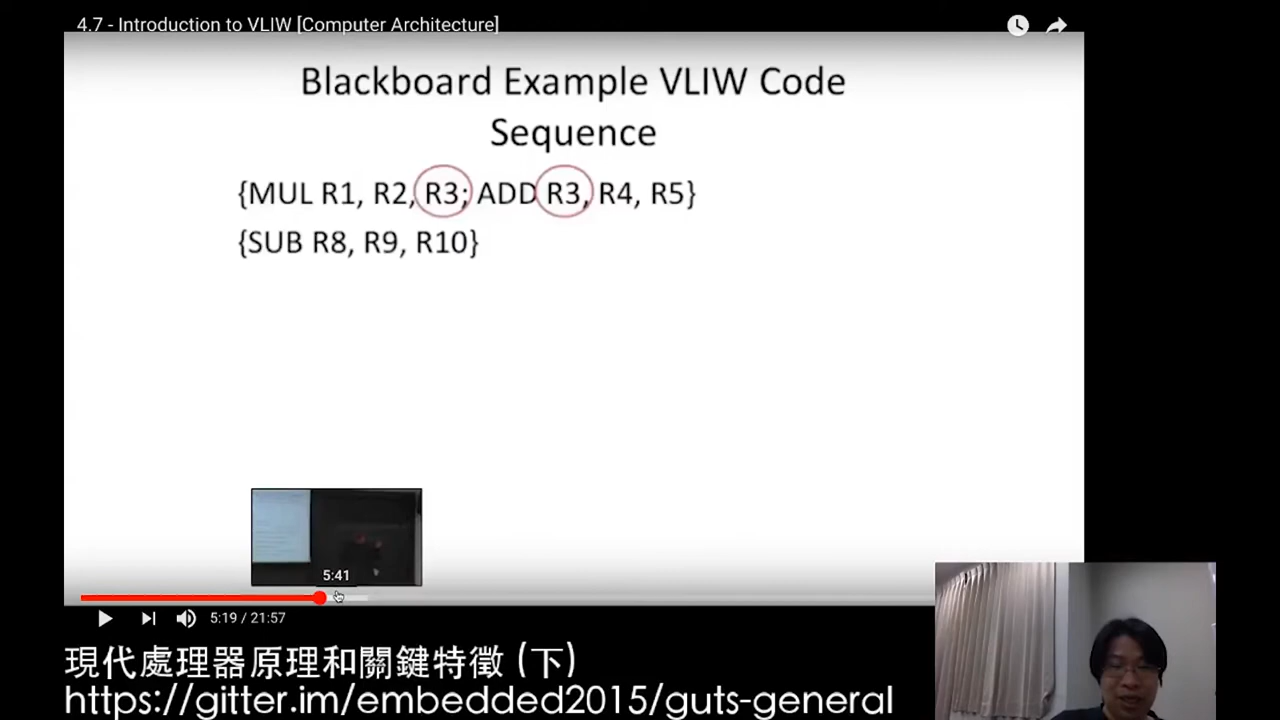 4.7 - Introduction to VLIW [Computer Architecture]
Blackboard Example VLIW Code
Sequence
{MUL R1, R2, R3; ADD R3, R4, R5}
{SUB R8, R9, R10}
5:41
5:19 / 21:57
現代處理器原理和關鍵特徵 (下)
https://gitter.im/embedded2015/guts-general